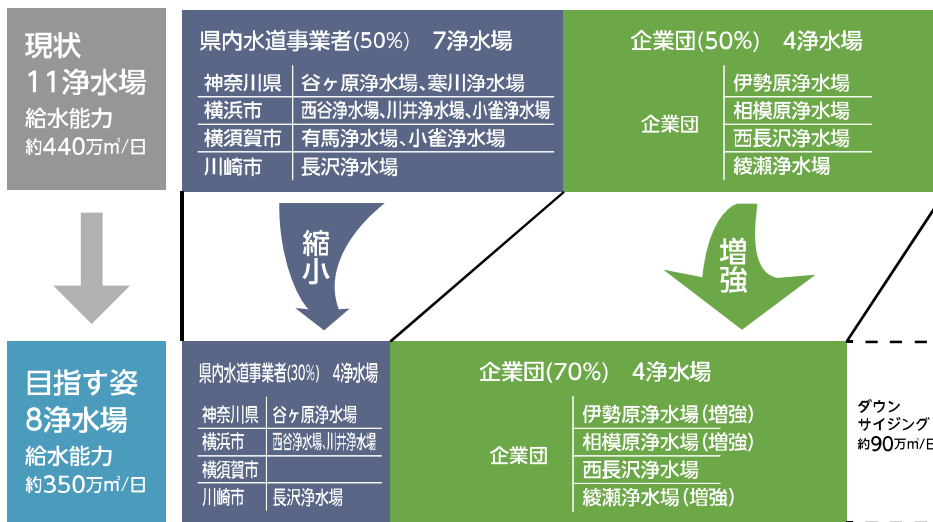 現状
11浄水場
給水能力
約440万㎥/日
県内水道事業者(50%) 7浄水場
神奈川県 谷ヶ原浄水場、寒川浄水場
横浜市 西谷浄水場、川井浄水場、小雀浄水場
横須賀市 有馬浄水場、小雀浄水場
川崎市 長沢浄水場
企業団(50%) 4浄水場
企業団
伊勢原浄水場
相模原浄水場
西長沢浄水場
綾瀬浄水場
縮小
増強
目指す姿
8浄水場
給水能力
約350万㎥/日
県内水道事業者(30%) 4浄水場
神奈川県 谷ヶ原浄水場
横浜市 西谷浄水場、川井浄水場
横須賀市
川崎市 長沢浄水場
企業団(70%) 4浄水場
企業団
伊勢原浄水場(増強)
相模原浄水場(増強)
西長沢浄水場
綾瀬浄水場(増強)
ダウン
サイジング
約90万㎥/日